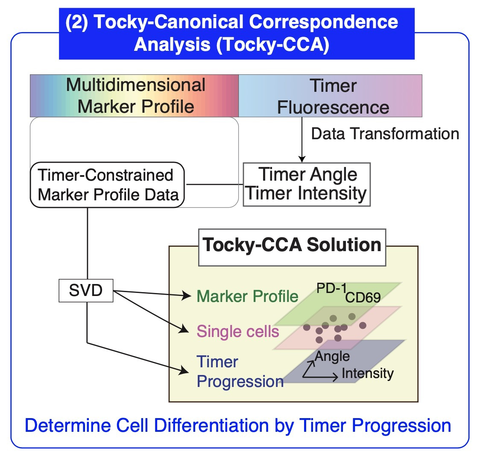 (2) Tocky-Canonical Correspondence
Analysis (Tocky-CCA)
Multidimensional
Marker Profile
Timer
Fluorescence
Data Transformation
Timer-Constrained
Marker Profile Data
Timer Angle
Timer Intensity
Tocky-CCA Solution
SVD
Marker Profile
PD-1
CD69
Single cells
Timer
Progression
Angle
Intensity
Determine Cell Differentiation by Timer Progression